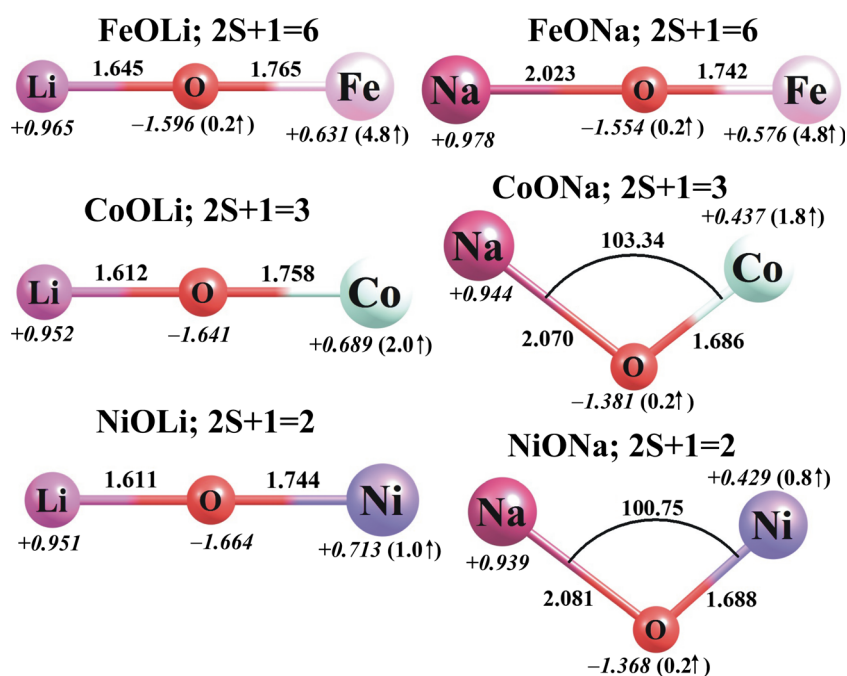 FeOLi; 2S+1=6
1.645
1.765
Li
O
Fe
+0.965
−1.596 (0.2↑)
+0.631 (4.8↑)
FeONa; 2S+1=6
2.023
1.742
Na
O
Fe
+0.978
−1.554 (0.2↑)
+0.576 (4.8↑)
CoOLi; 2S+1=3
1.612
1.758
Li
O
Co
+0.952
−1.641
+0.689 (2.0↑)
CoONa; 2S+1=3
+0.437 (1.8↑)
Na
103.34
Co
+0.944
2.070
1.686
O
−1.381 (0.2↑)
NiOLi; 2S+1=2
1.611
1.744
Li
O
Ni
+0.951
−1.664
+0.713 (1.0↑)
NiONa; 2S+1=2
+0.429 (0.8↑)
Na
100.75
Ni
+0.939
2.081
1.688
O
−1.368 (0.2↑)